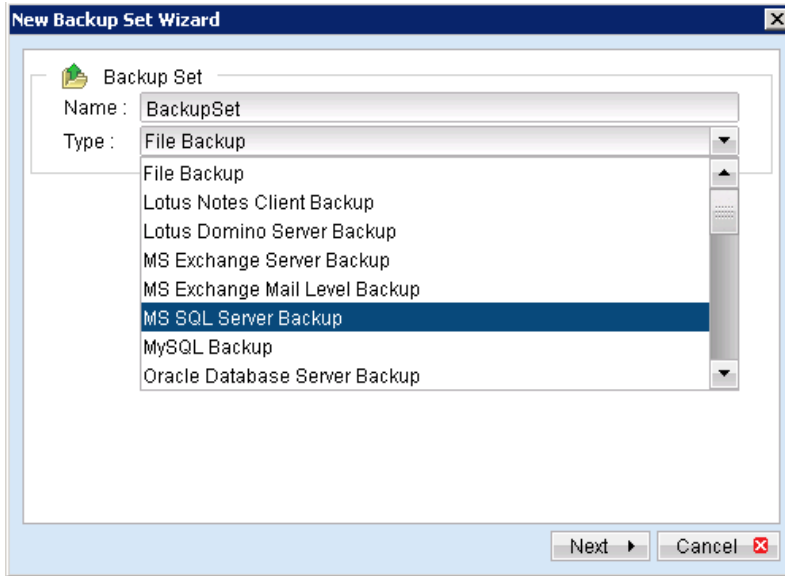 New Backup Set Wizard
Backup Set
Name : BackupSet
Type : File Backup
File Backup
Lotus Notes Client Backup
Lotus Domino Server Backup
MS Exchange Server Backup
MS Exchange Mail Level Backup
MS SQL Server Backup
MySQL Backup
Oracle Database Server Backup
Next Cancel